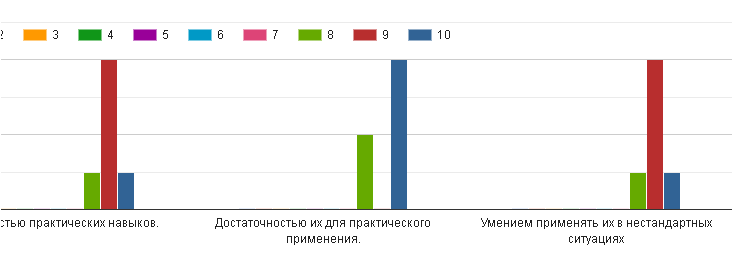 2 3 4 5 6 7 8 9 10
стью практических навыков.
Достаточностью их для практического
применения.
Умением применять их в нестандартных
ситуациях